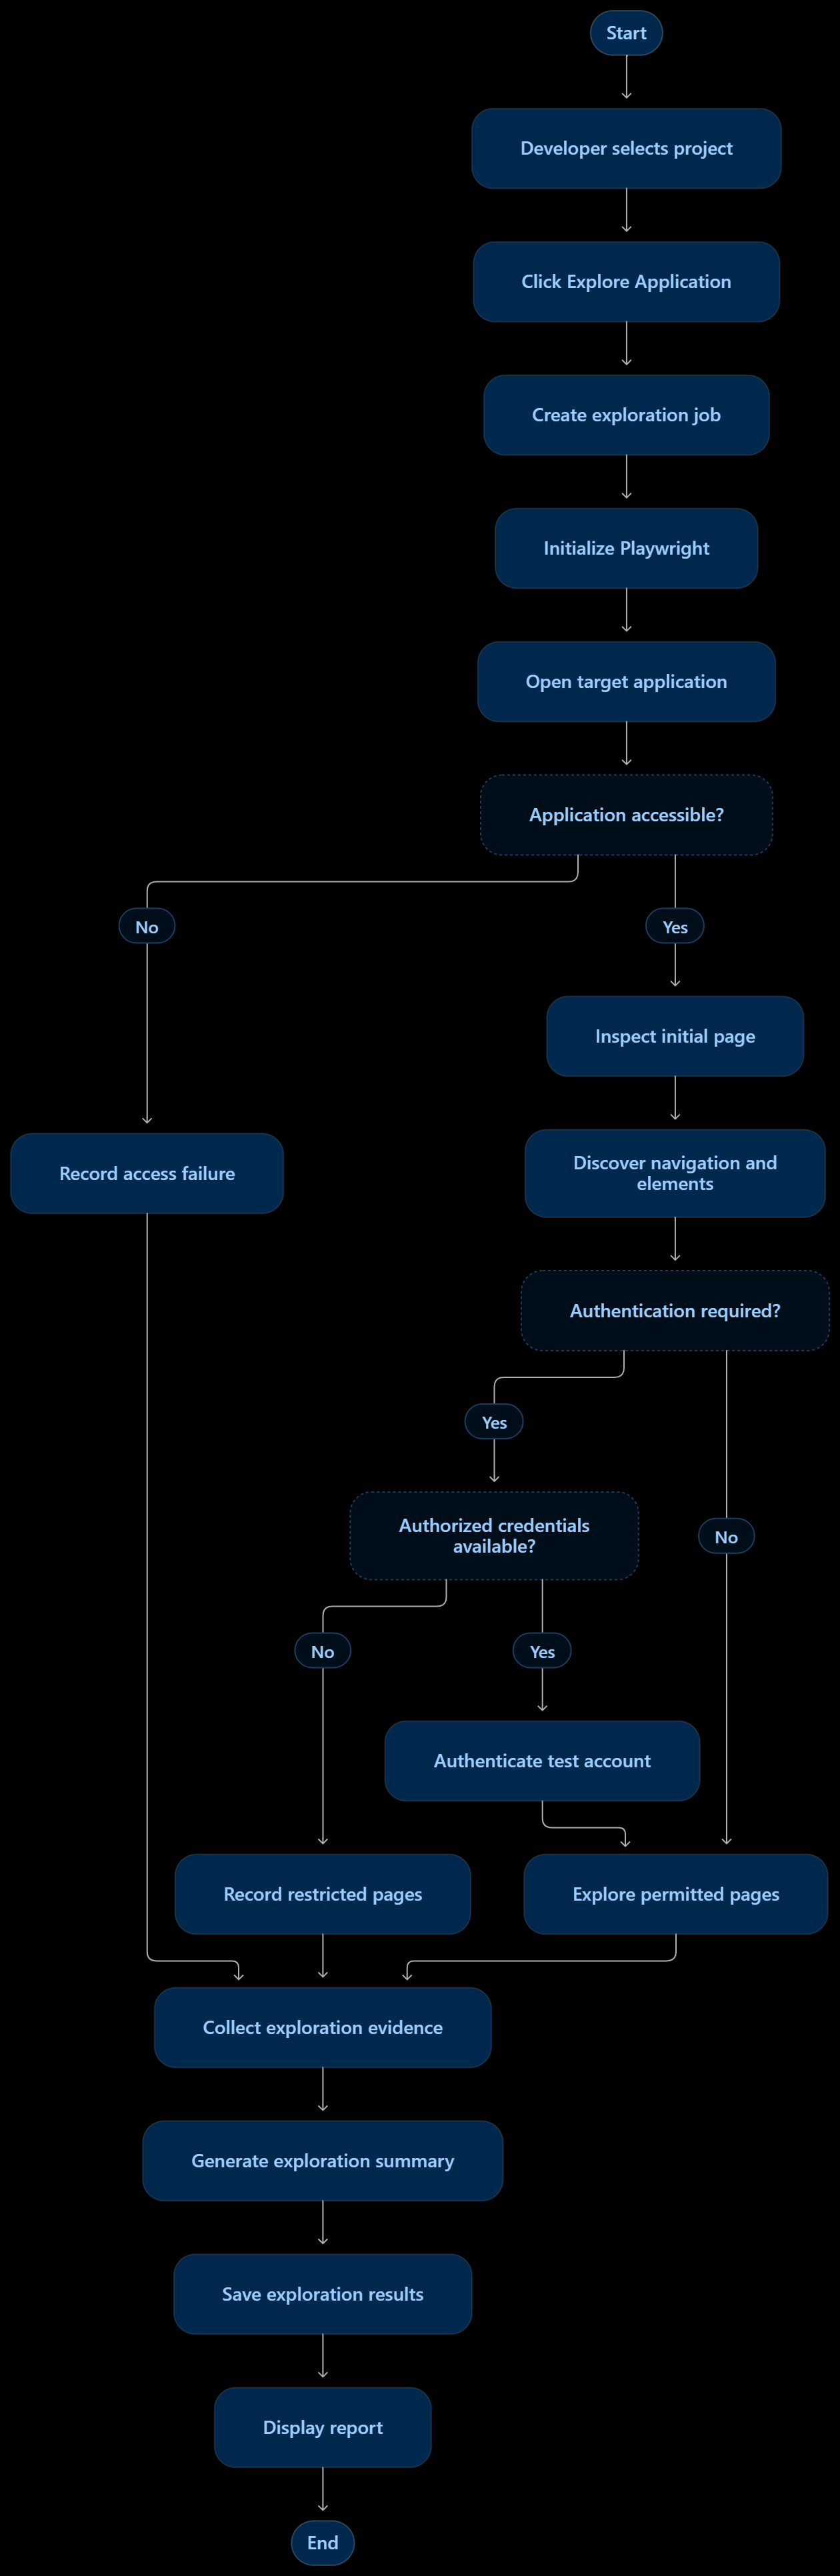 Start
Developer selects project
Click Explore Application
Create exploration job
Initialize Playwright
Open target application
Application accessible?
No
Yes
Inspect initial page
Record access failure
Discover navigation and
elements
Authentication required?
Yes
Authorized credentials
available?
No
No
Yes
Authenticate test account
Record restricted pages
Explore permitted pages
Collect exploration evidence
Generate exploration summary
Save exploration results
Display report
End